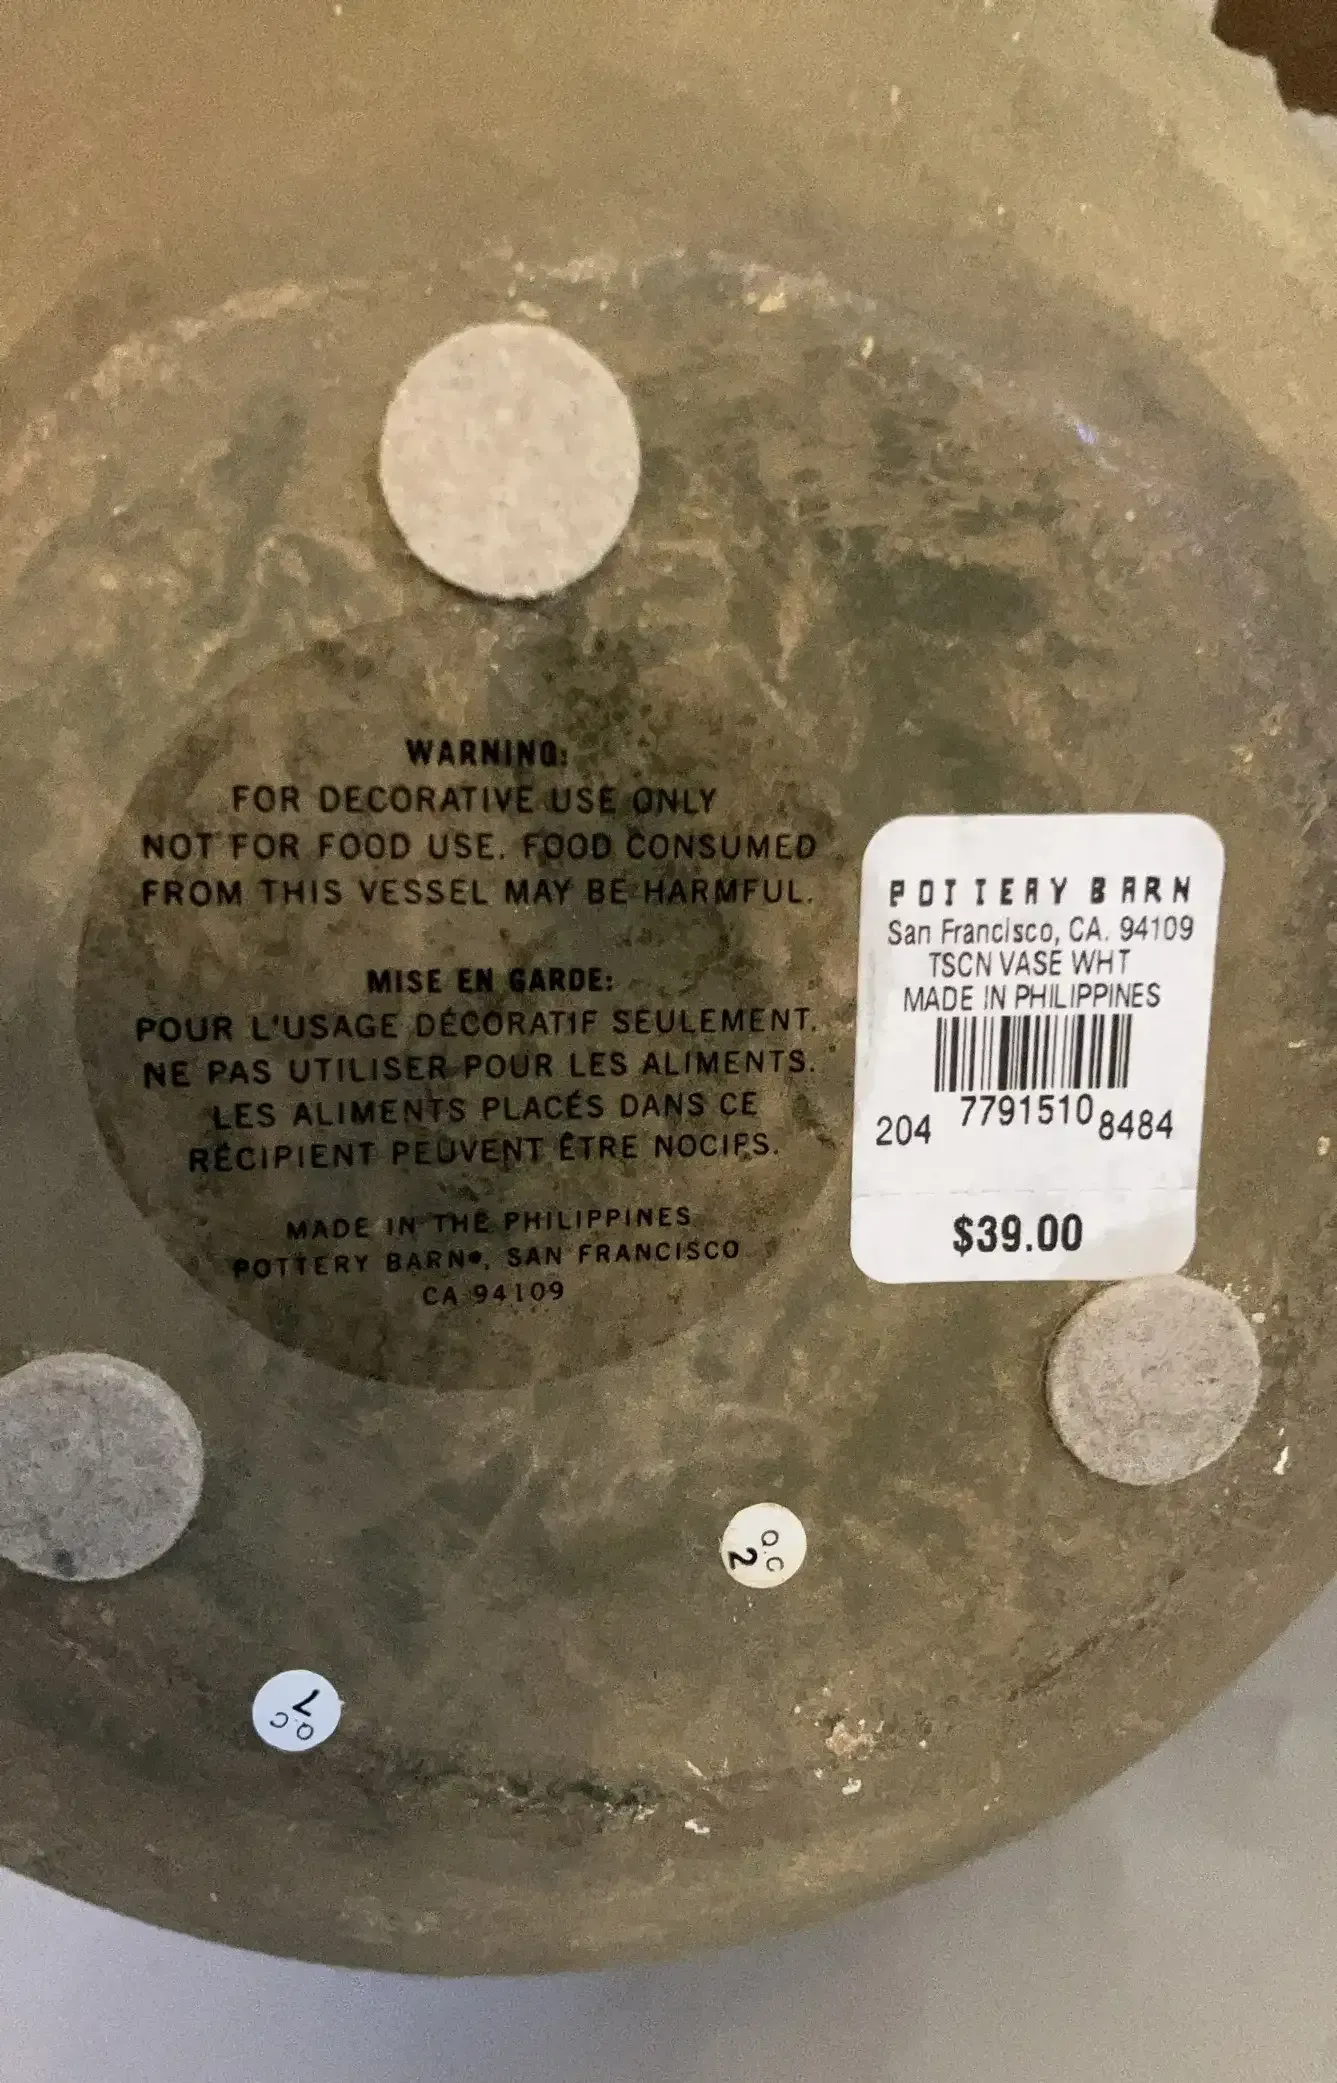 WARNING:
FOR DECORATIVE USE ONLY
NOT FOR FOOD USE. FOOD CONSUMED
FROM THIS VESSEL MAY BE HARMFUL.
MISE EN GARDE:
POUR L'USAGE DÉCORATIF SEULEMENT.
NE PAS UTILISER POUR LES ALIMENTS.
LES ALIMENTS PLACÉS DANS CE
RÉCIPIENT PEUVENT ÊTRE NOCIFS.
MADE IN THE PHILIPPINES
POTTERY BARN®, SAN FRANCISCO
CA 94109
POTTERY BARN
San Francisco, CA. 94109
TSCN VASE WHT
MADE IN PHILIPPINES
204 7791510 8484
$39.00
Q.C
2
Q.C
7